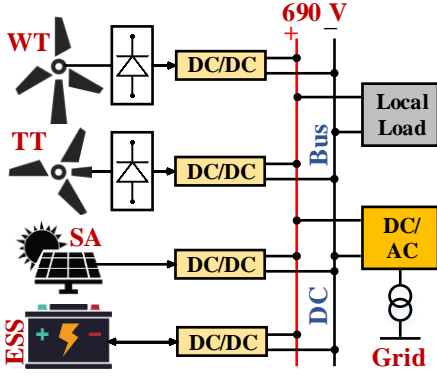 690 V
+ −
WT
DC/DC
Local
Load
TT
DC/DC
Bus
SA
DC/DC
DC/
AC
DC
ESS
+ −
DC/DC
Grid